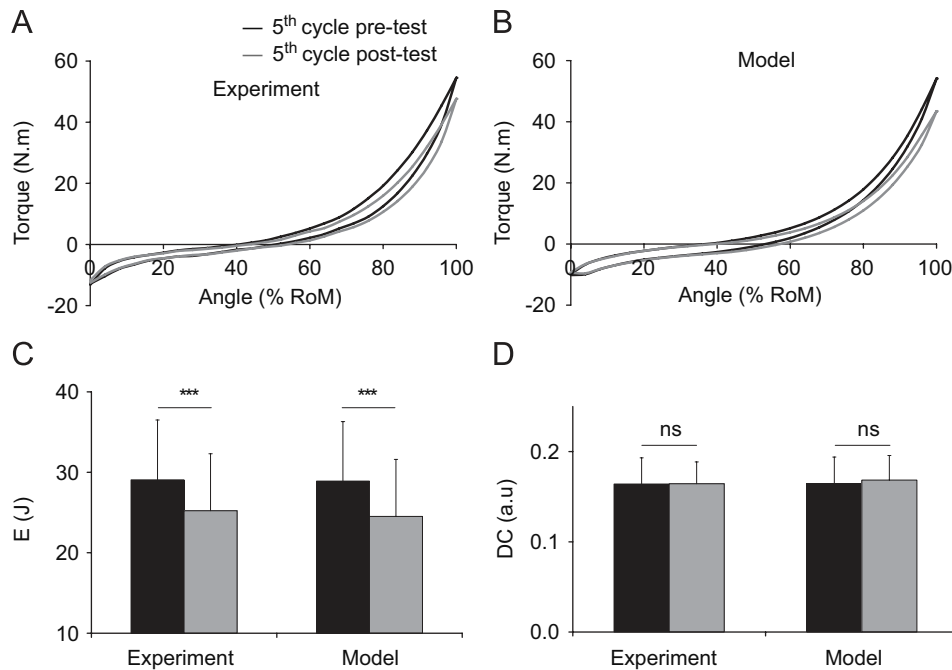 A
5th cycle pre-test
5th cycle post-test
B
Experiment
Model
60
40
20
0
-20
Torque (N.m)
0 20 40 60 80 100
Angle (% RoM)
60
40
20
0
-20
Torque (N.m)
0 20 40 60 80 100
Angle (% RoM)
C
40
30
20
10
E (J)
***
***
Experiment Model
D
0.2
0.1
0.0
DC (a.u)
ns
ns
Experiment Model